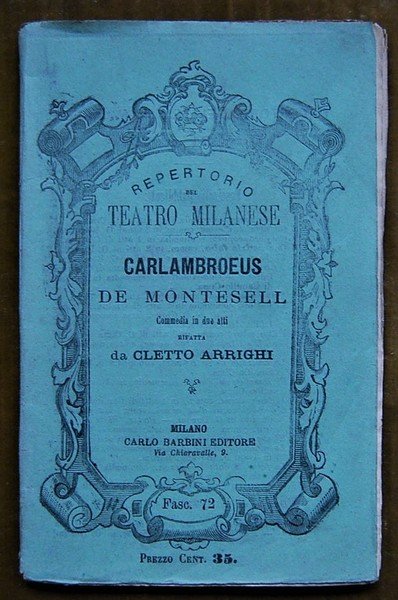 REPERTORIO
DEL
TEATRO MILANESE
CARLAMBROEUS
DE MONTESELL
Commedia in due atti
RIFATTA
da CLETTO ARRIGHI
MILANO
CARLO BARBINI EDITORE
Via Chiaravalle, 9.
Fasc. 72
PREZZO CENT. 35.